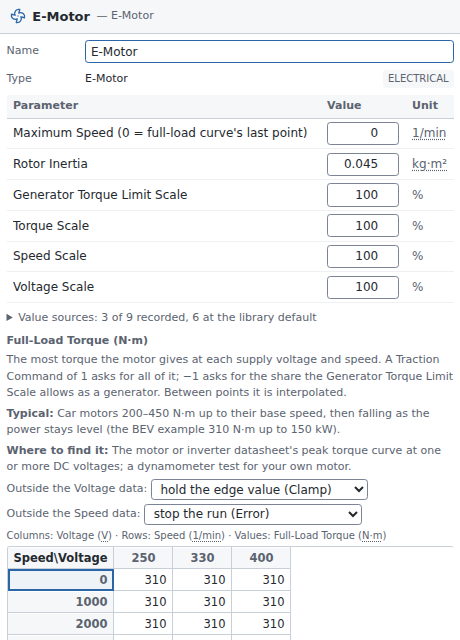 E-Motor — E-Motor
Name E-Motor
Type E-Motor ELECTRICAL
Parameter Value Unit
Maximum Speed (0 = full-load curve's last point) 0 1/min
Rotor Inertia 0.045 kg·m²
Generator Torque Limit Scale 100 %
Torque Scale 100 %
Speed Scale 100 %
Voltage Scale 100 %
▶ Value sources: 3 of 9 recorded, 6 at the library default
Full-Load Torque (N·m)
The most torque the motor gives at each supply voltage and speed. A Traction
Command of 1 asks for all of it; −1 asks for the share the Generator Torque Limit
Scale allows as a generator. Between points it is interpolated.
Typical: Car motors 200–450 N·m up to their base speed, then falling as the
power stays level (the BEV example 310 N·m up to 150 kW).
Where to find it: The motor or inverter datasheet's peak torque curve at one
or more DC voltages; a dynamometer test for your own motor.
Outside the Voltage data: hold the edge value (Clamp)
Outside the Speed data: stop the run (Error)
Columns: Voltage (V) · Rows: Speed (1/min) · Values: Full-Load Torque (N·m)
Speed\Voltage 250 330 400
0 310 310 310
1000 310 310 310
2000 310 310 310